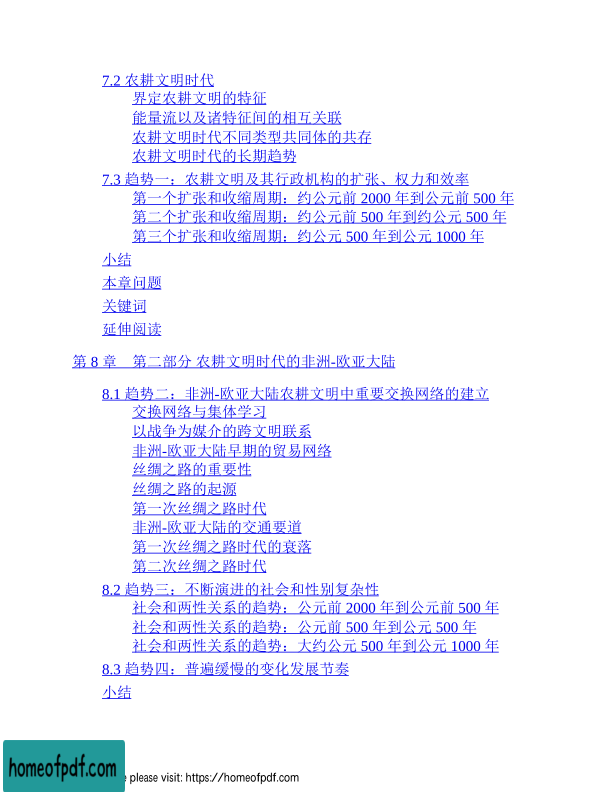 7.2 农耕文明时代
界定农耕文明的特征
能量流以及诸特征间的相互关联
农耕文明时代不同类型共同体的共存
农耕文明时代的长期趋势
7.3 趋势一：农耕文明及其行政机构的扩张、权力和效率
第一个扩张和收缩周期：约公元前 2000 年到公元前 500 年
第二个扩张和收缩周期：约公元前 500 年到约公元 500 年
第三个扩张和收缩周期：约公元 500 年到公元 1000 年
小结
本章问题
关键词
延伸阅读
第 8 章　第二部分 农耕文明时代的非洲-欧亚大陆
8.1 趋势二：非洲-欧亚大陆农耕文明中重要交换网络的建立
交换网络与集体学习
以战争为媒介的跨文明联系
非洲-欧亚大陆早期的贸易网络
丝绸之路的重要性
丝绸之路的起源
第一次丝绸之路时代
非洲-欧亚大陆的交通要道
第一次丝绸之路时代的衰落
第二次丝绸之路时代
8.2 趋势三：不断演进的社会和性别复杂性
社会和两性关系的趋势：公元前 2000 年到公元前 500 年
社会和两性关系的趋势：公元前 500 年到公元 500 年
社会和两性关系的趋势：大约公元 500 年到公元 1000 年
8.3 趋势四：普遍缓慢的变化发展节奏
小结
homeofpdf.com
please visit: https://homeofpdf.com